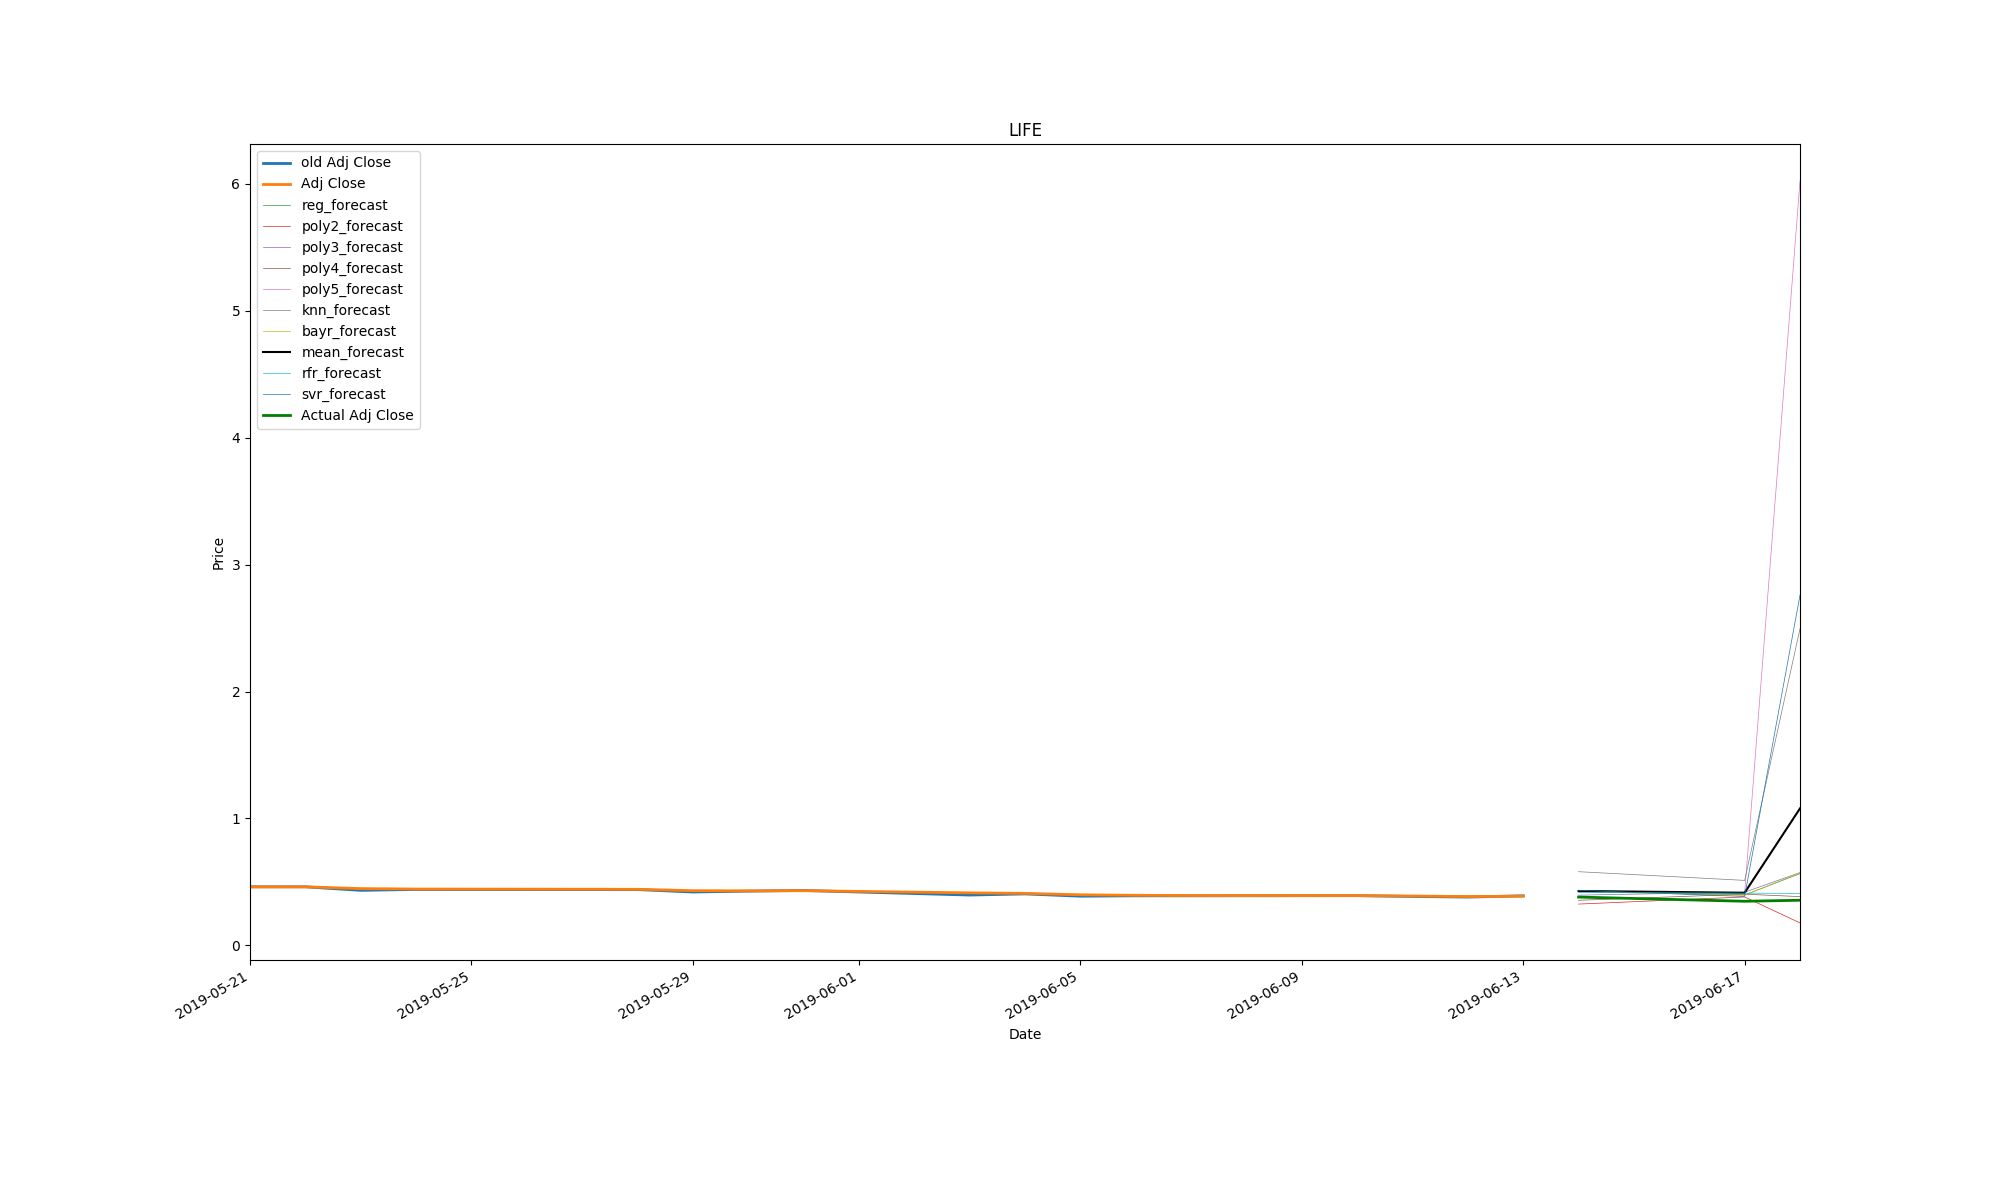 LIFE
old Adj Close
Adj Close
reg_forecast
poly2_forecast
poly3_forecast
poly4_forecast
poly5_forecast
knn_forecast
bayr_forecast
mean_forecast
rfr_forecast
svr_forecast
Actual Adj Close
6
5
4
3
2
1
0
Price
2019-05-21
2019-05-25
2019-05-29
2019-06-01
2019-06-05
2019-06-09
2019-06-13
2019-06-17
Date